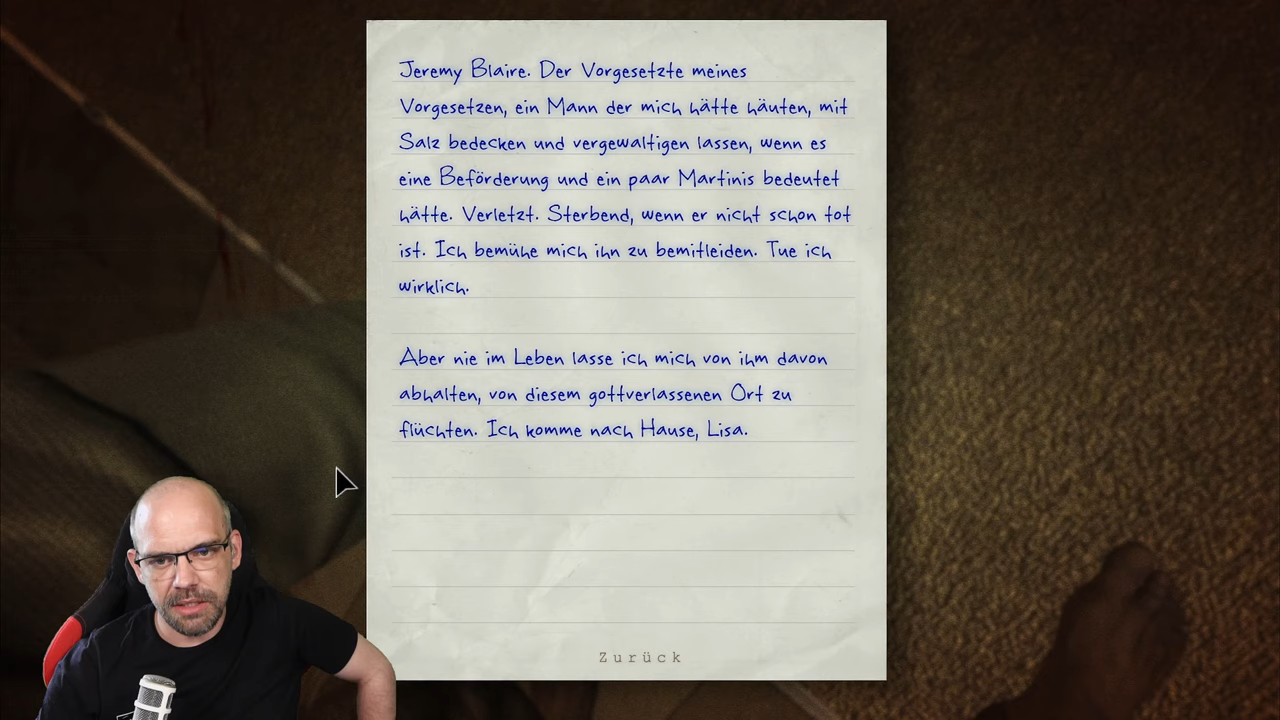 Jeremy Blaire. Der Vorgesetzte meines
Vorgesetzen, ein Mann der mich hätte häuten, mit
Salz bedecken und vergewaltigen lassen, wenn es
eine Beförderung und ein paar Martinis bedeutet
hätte. Verletzt. Sterbend, wenn er nicht schon tot
ist. Ich bemühe mich ihn zu bemitleiden. Tue ich
wirklich.
Aber nie im Leben lasse ich mich von ihm davon
abhalten, von diesem gottverlassenen Ort zu
flüchten. Ich komme nach Hause, Lisa.
Zurück